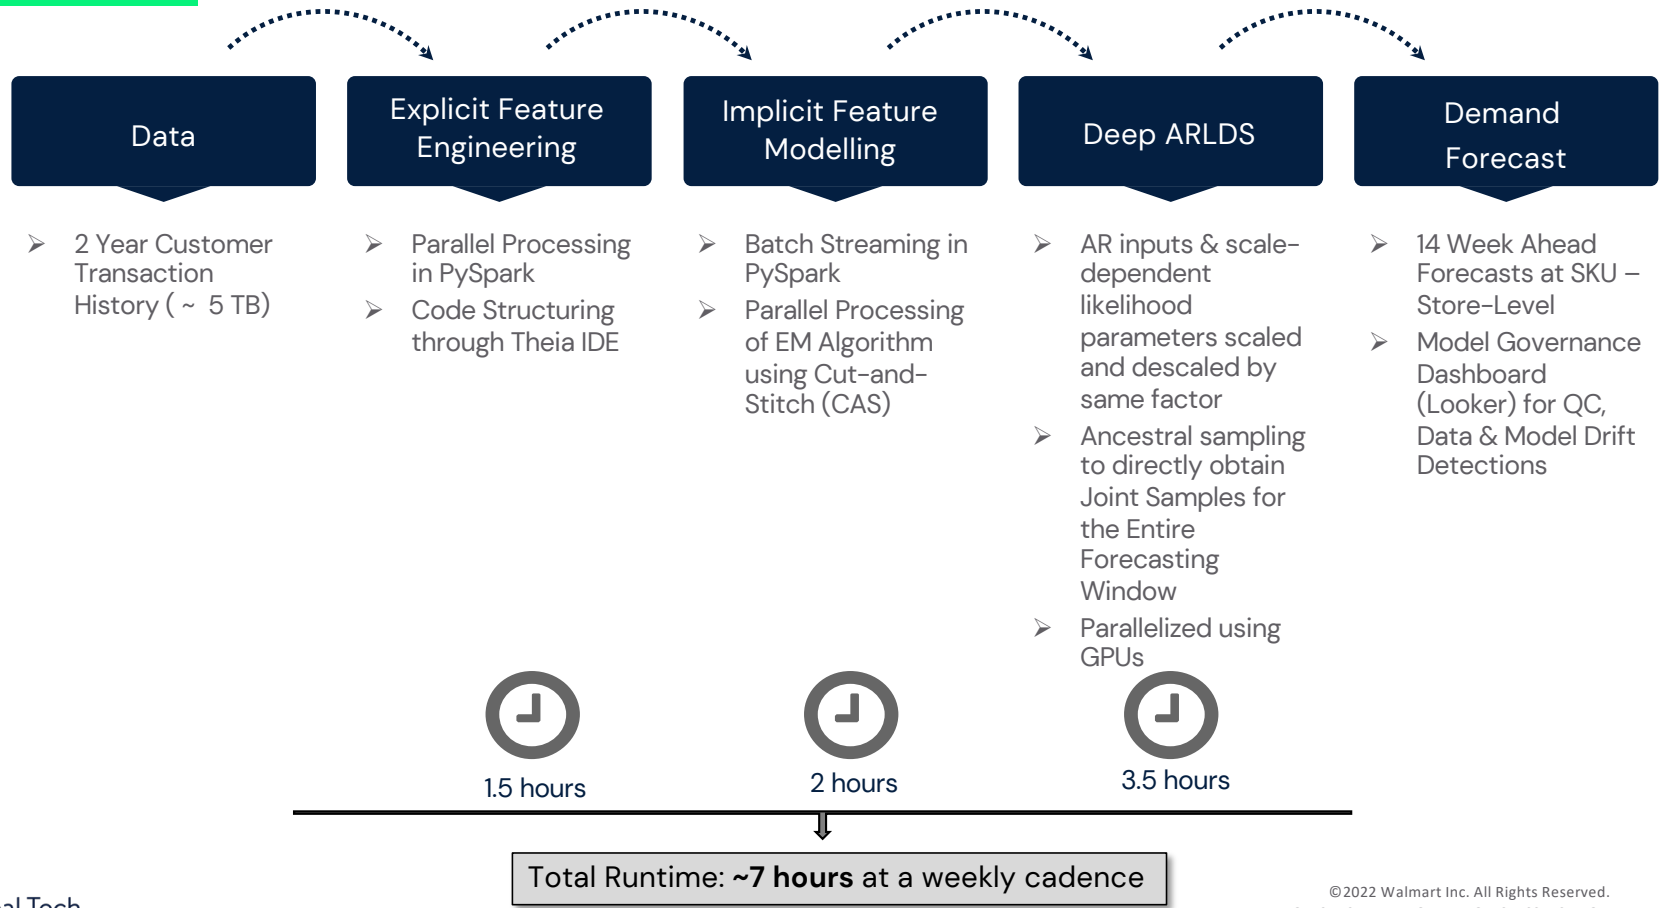 Data
Explicit Feature
Engineering
Implicit Feature
Modelling
Deep ARLDS
Demand
Forecast
➢ 2 Year Customer
Transaction
History ( ~ 5 TB)
➢ Parallel Processing
in PySpark
➢ Code Structuring
through Theia IDE
➢ Batch Streaming in
PySpark
➢ Parallel Processing
of EM Algorithm
using Cut-and-
Stitch (CAS)
➢ AR inputs & scale-
dependent
likelihood
parameters scaled
and descaled by
same factor
➢ Ancestral sampling
to directly obtain
Joint Samples for
the Entire
Forecasting
Window
➢ Parallelized using
GPUs
➢ 14 Week Ahead
Forecasts at SKU –
Store-Level
➢ Model Governance
Dashboard
(Looker) for QC,
Data & Model Drift
Detections
1.5 hours
2 hours
3.5 hours
Total Runtime: ~7 hours at a weekly cadence
©2022 Walmart Inc. All Rights Reserved.
Tech